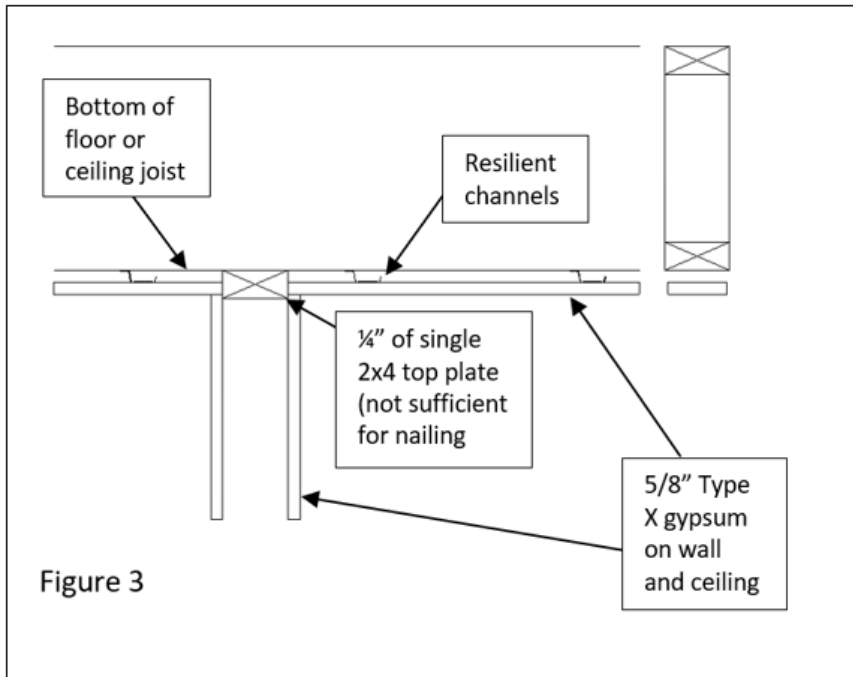 Bottom of
floor or
ceiling joist
Resilient
channels
¼” of single
2x4 top plate
(not sufficient
for nailing
5/8” Type
X gypsum
on wall
and ceiling
Figure 3